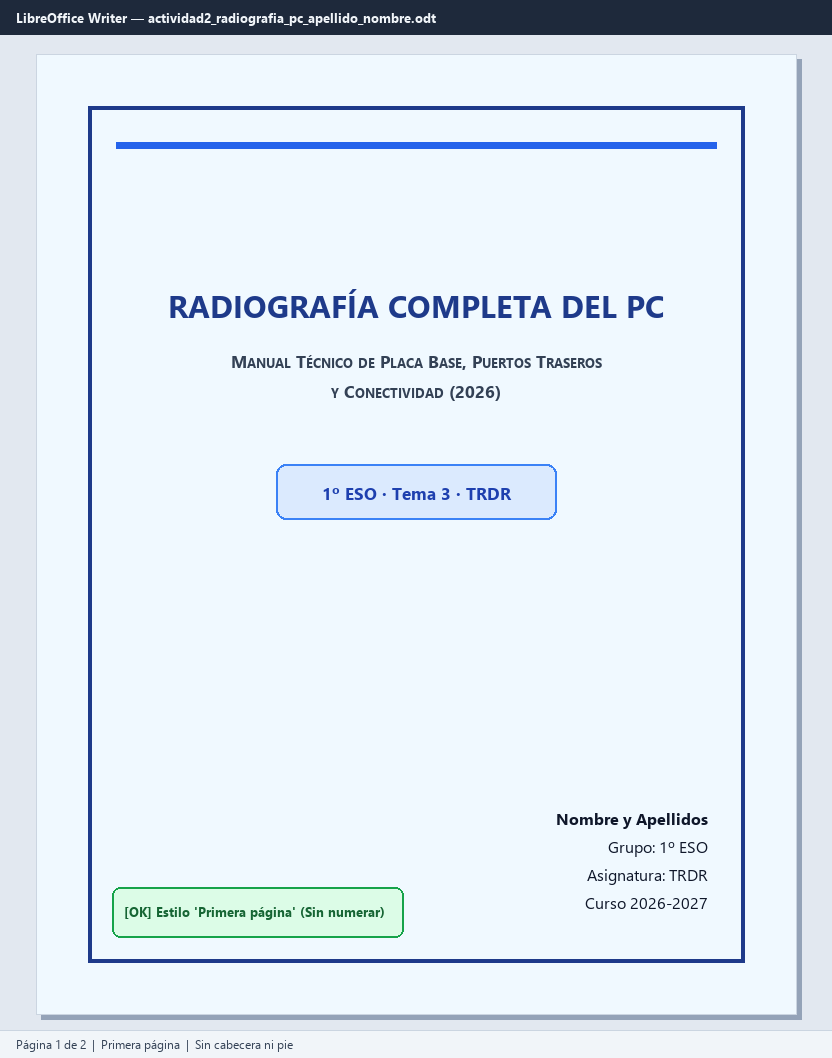 LibreOffice Writer — actividad2_radiografia_pc_apellido_nombre.odt
RADIOGRAFÍA COMPLETA DEL PC
Manual Técnico de Placa Base, Puertos Traseros
y Conectividad (2026)
1º ESO · Tema 3 · TRDR
Nombre y Apellidos
Grupo: 1º ESO
Asignatura: TRDR
Curso 2026-2027
[OK] Estilo 'Primera página' (Sin numerar)
Página 1 de 2 | Primera página | Sin cabecera ni pie